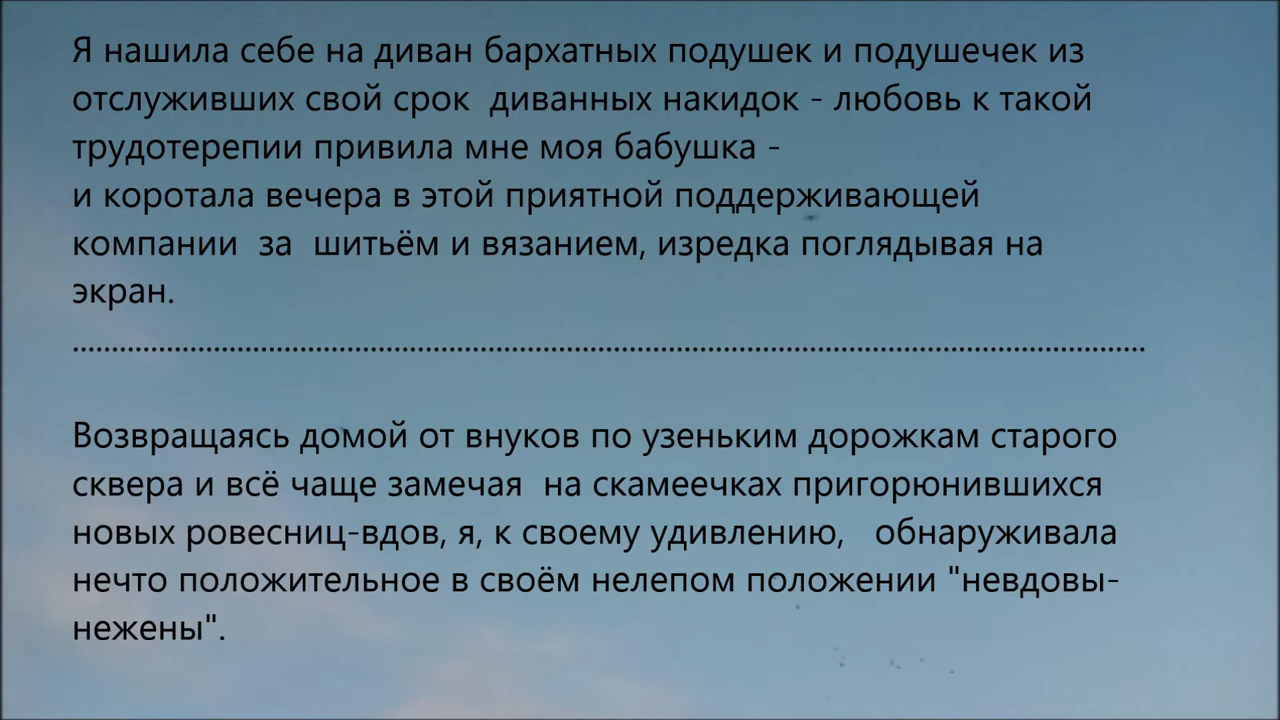 Я нашила себе на диван бархатных подушек и подушечек из
отслуживших свой срок  диванных накидок - любовь к такой
трудотерепии привила мне моя бабушка -
и коротала вечера в этой приятной поддерживающей
компании  за  шитьём и вязанием, изредка поглядывая на
экран.
.............................................................................................................................................
Возвращаясь домой от внуков по узеньким дорожкам старого
сквера и всё чаще замечая  на скамеечках пригорюнившихся
новых ровесниц-вдов, я, к своему удивлению,   обнаруживала
нечто положительное в своём нелепом положении "невдовы-
нежены".